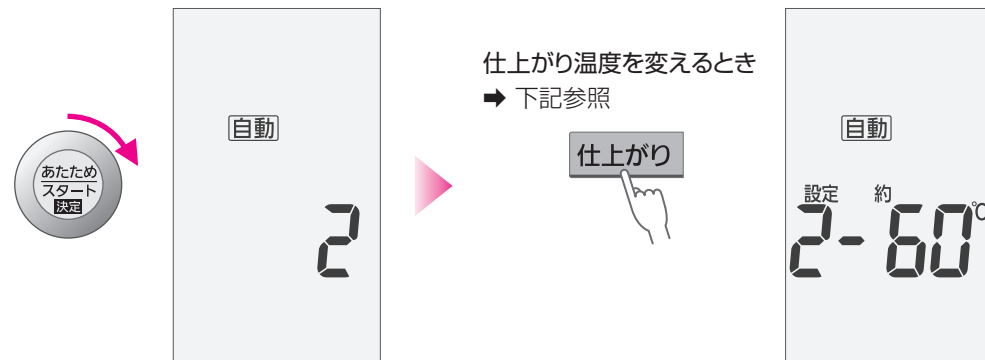 あたため
スタート
決定
自動
2
仕上がり温度を変えるとき
➡ 下記参照
仕上がり
自動
設定 約
2-60℃